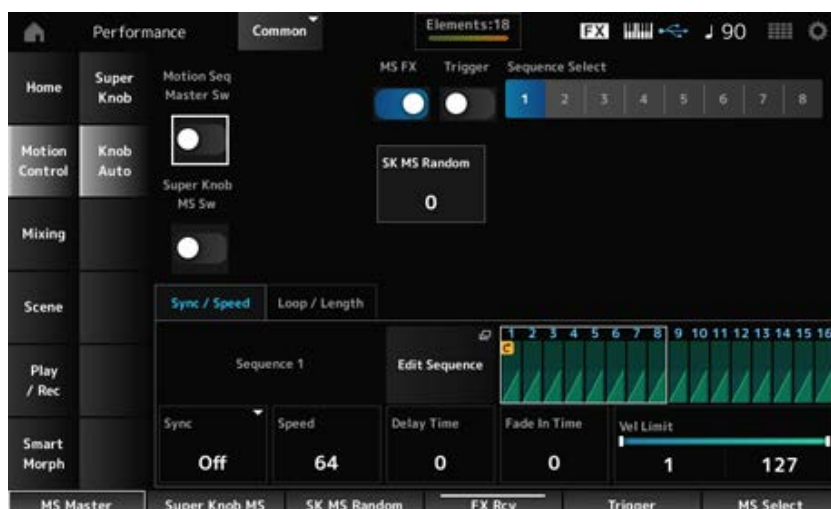 Performance
Common
Elements:18
FX
♩ 90
Home
Super Knob
Motion Seq Master Sw
MS FX
Trigger
Sequence Select
1 2 3 4 5 6 7 8
Motion Control
Knob Auto
Super Knob MS Sw
SK MS Random
0
Mixing
Scene
Sync / Speed
Loop / Length
Play / Rec
Sequence 1
Edit Sequence
1 2 3 4 5 6 7 8 9 10 11 12 13 14 15 16
C
Smart Morph
Sync
Off
Speed
64
Delay Time
0
Fade In Time
0
Vel Limit
1
127
MS Master
Super Knob MS
SK MS Random
FX Rcv
Trigger
MS Select